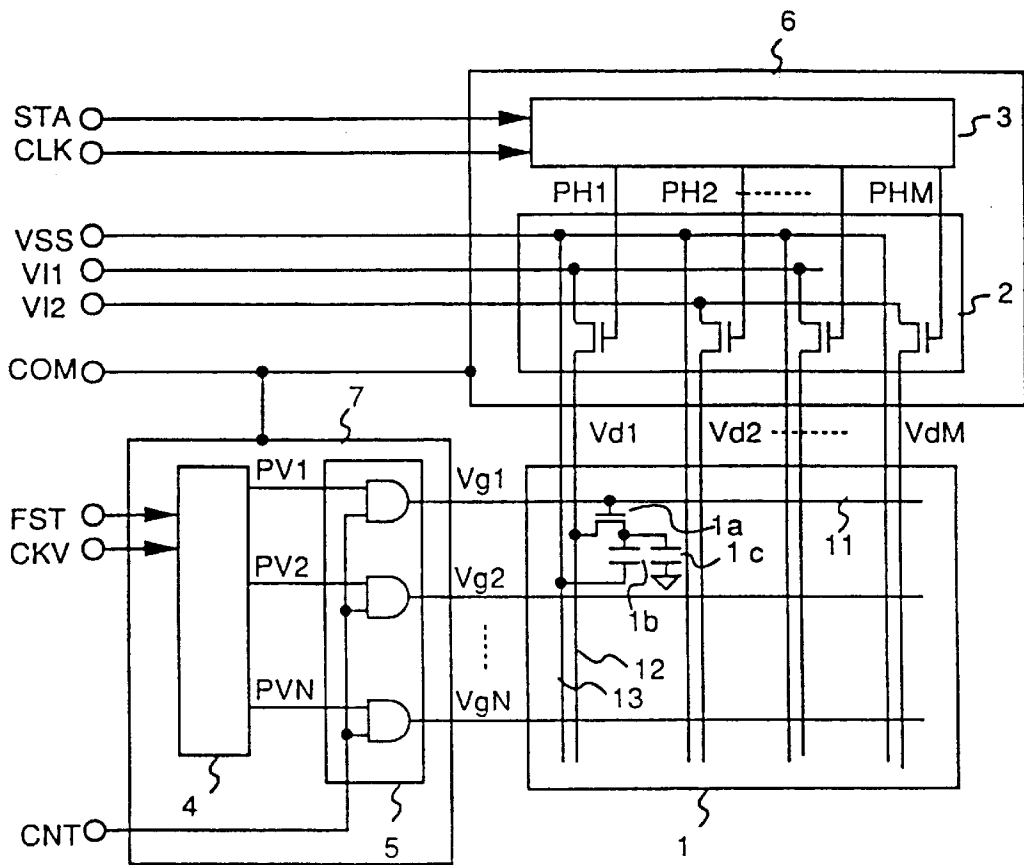 6
STA
CLK
3
PH1 PH2 PHM
VSS
VI1
VI2
2
COM
7
Vd1 Vd2 VdM
PV1 Vg1
FST
CKV
1a
11
1c
PV2 Vg2
1b
12
13
PVN VgN
4
CNT
5
1